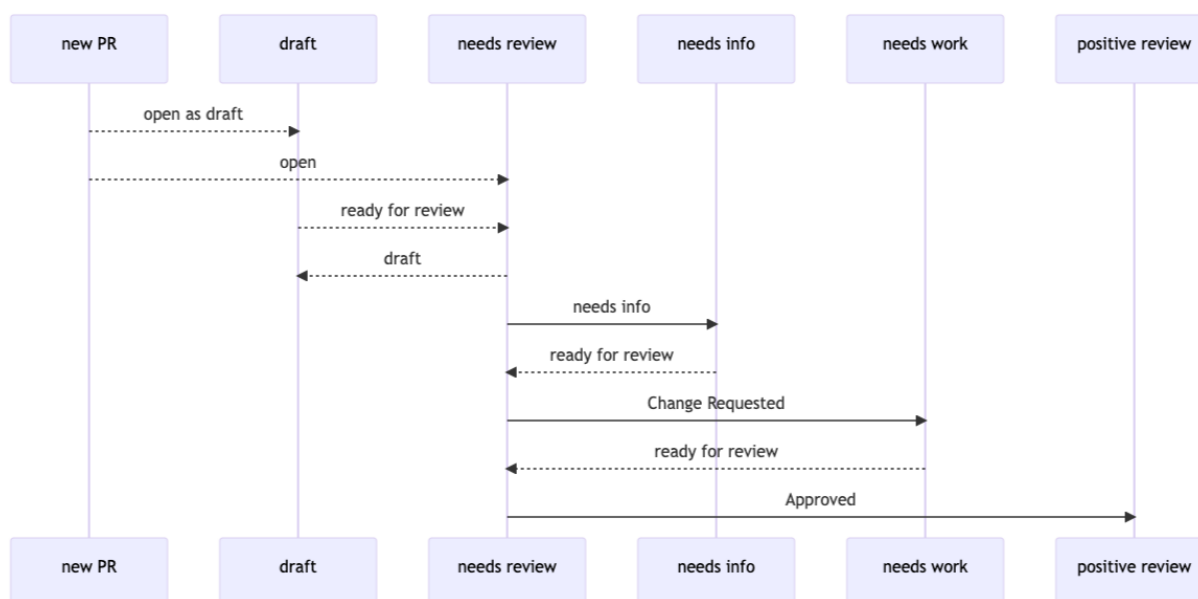 new PR draft needs review needs info needs work positive review
open as draft
open
ready for review
draft
needs info
ready for review
Change Requested
ready for review
Approved
new PR draft needs review needs info needs work positive review